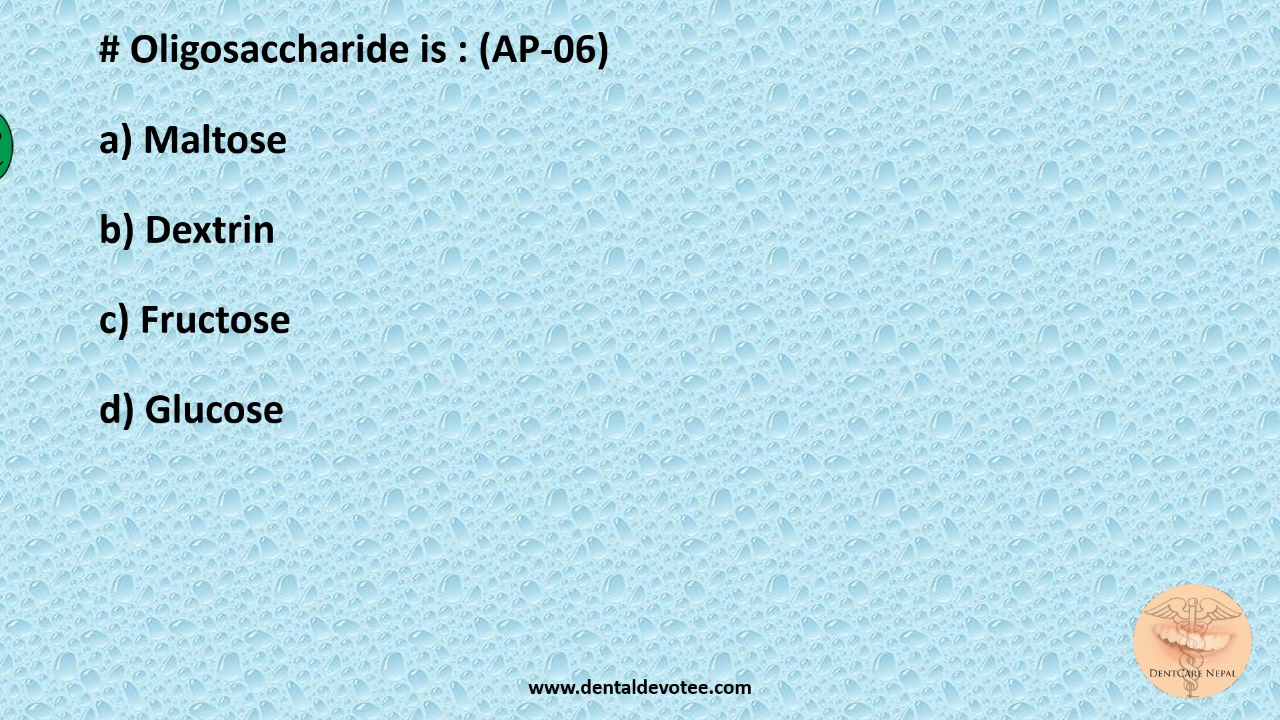 # Oligosaccharide is : (AP-06)
a) Maltose
b) Dextrin
c) Fructose
d) Glucose
DentCare Nepal
www.dentaldevotee.com